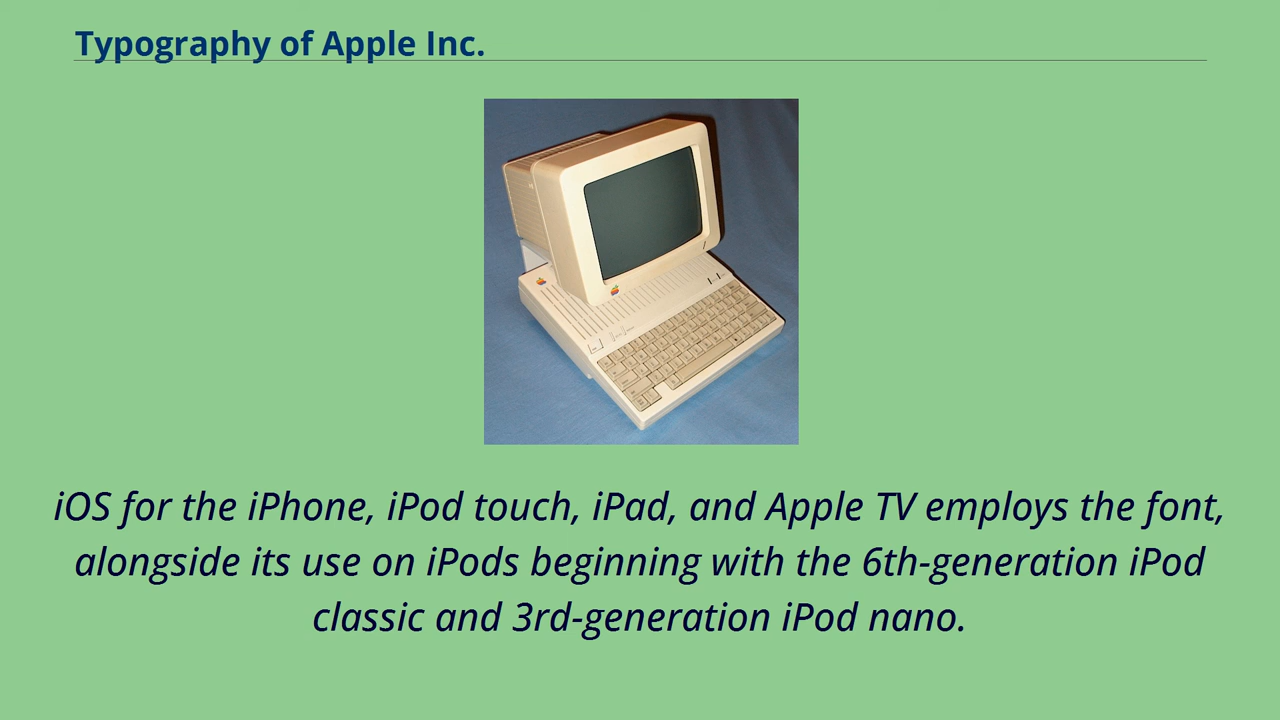 Typography of Apple Inc.
iOS for the iPhone, iPod touch, iPad, and Apple TV employs the font,
alongside its use on iPods beginning with the 6th-generation iPod
classic and 3rd-generation iPod nano.